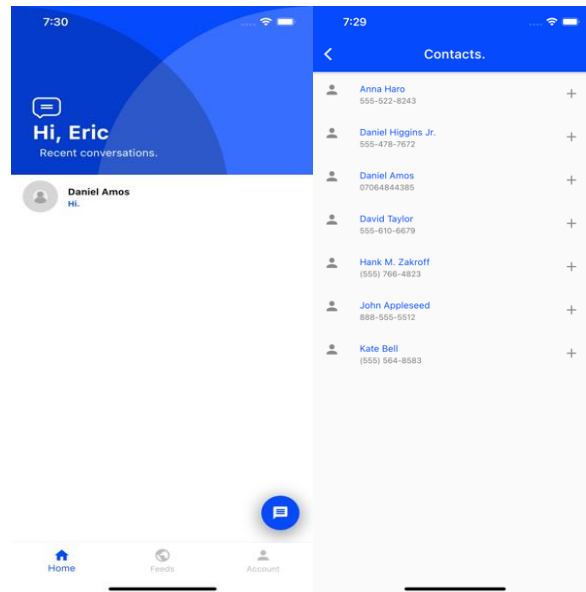 7:30
Hi, Eric
Recent conversations.
Daniel Amos
Hi.
Home
Feeds
Account
7:29
Contacts.
Anna Haro
555-522-8243
Daniel Higgins Jr.
555-478-7672
Daniel Amos
07064844385
David Taylor
555-610-6679
Hank M. Zakroff
(555) 766-4823
John Appleseed
888-555-5512
Kate Bell
(555) 564-8583